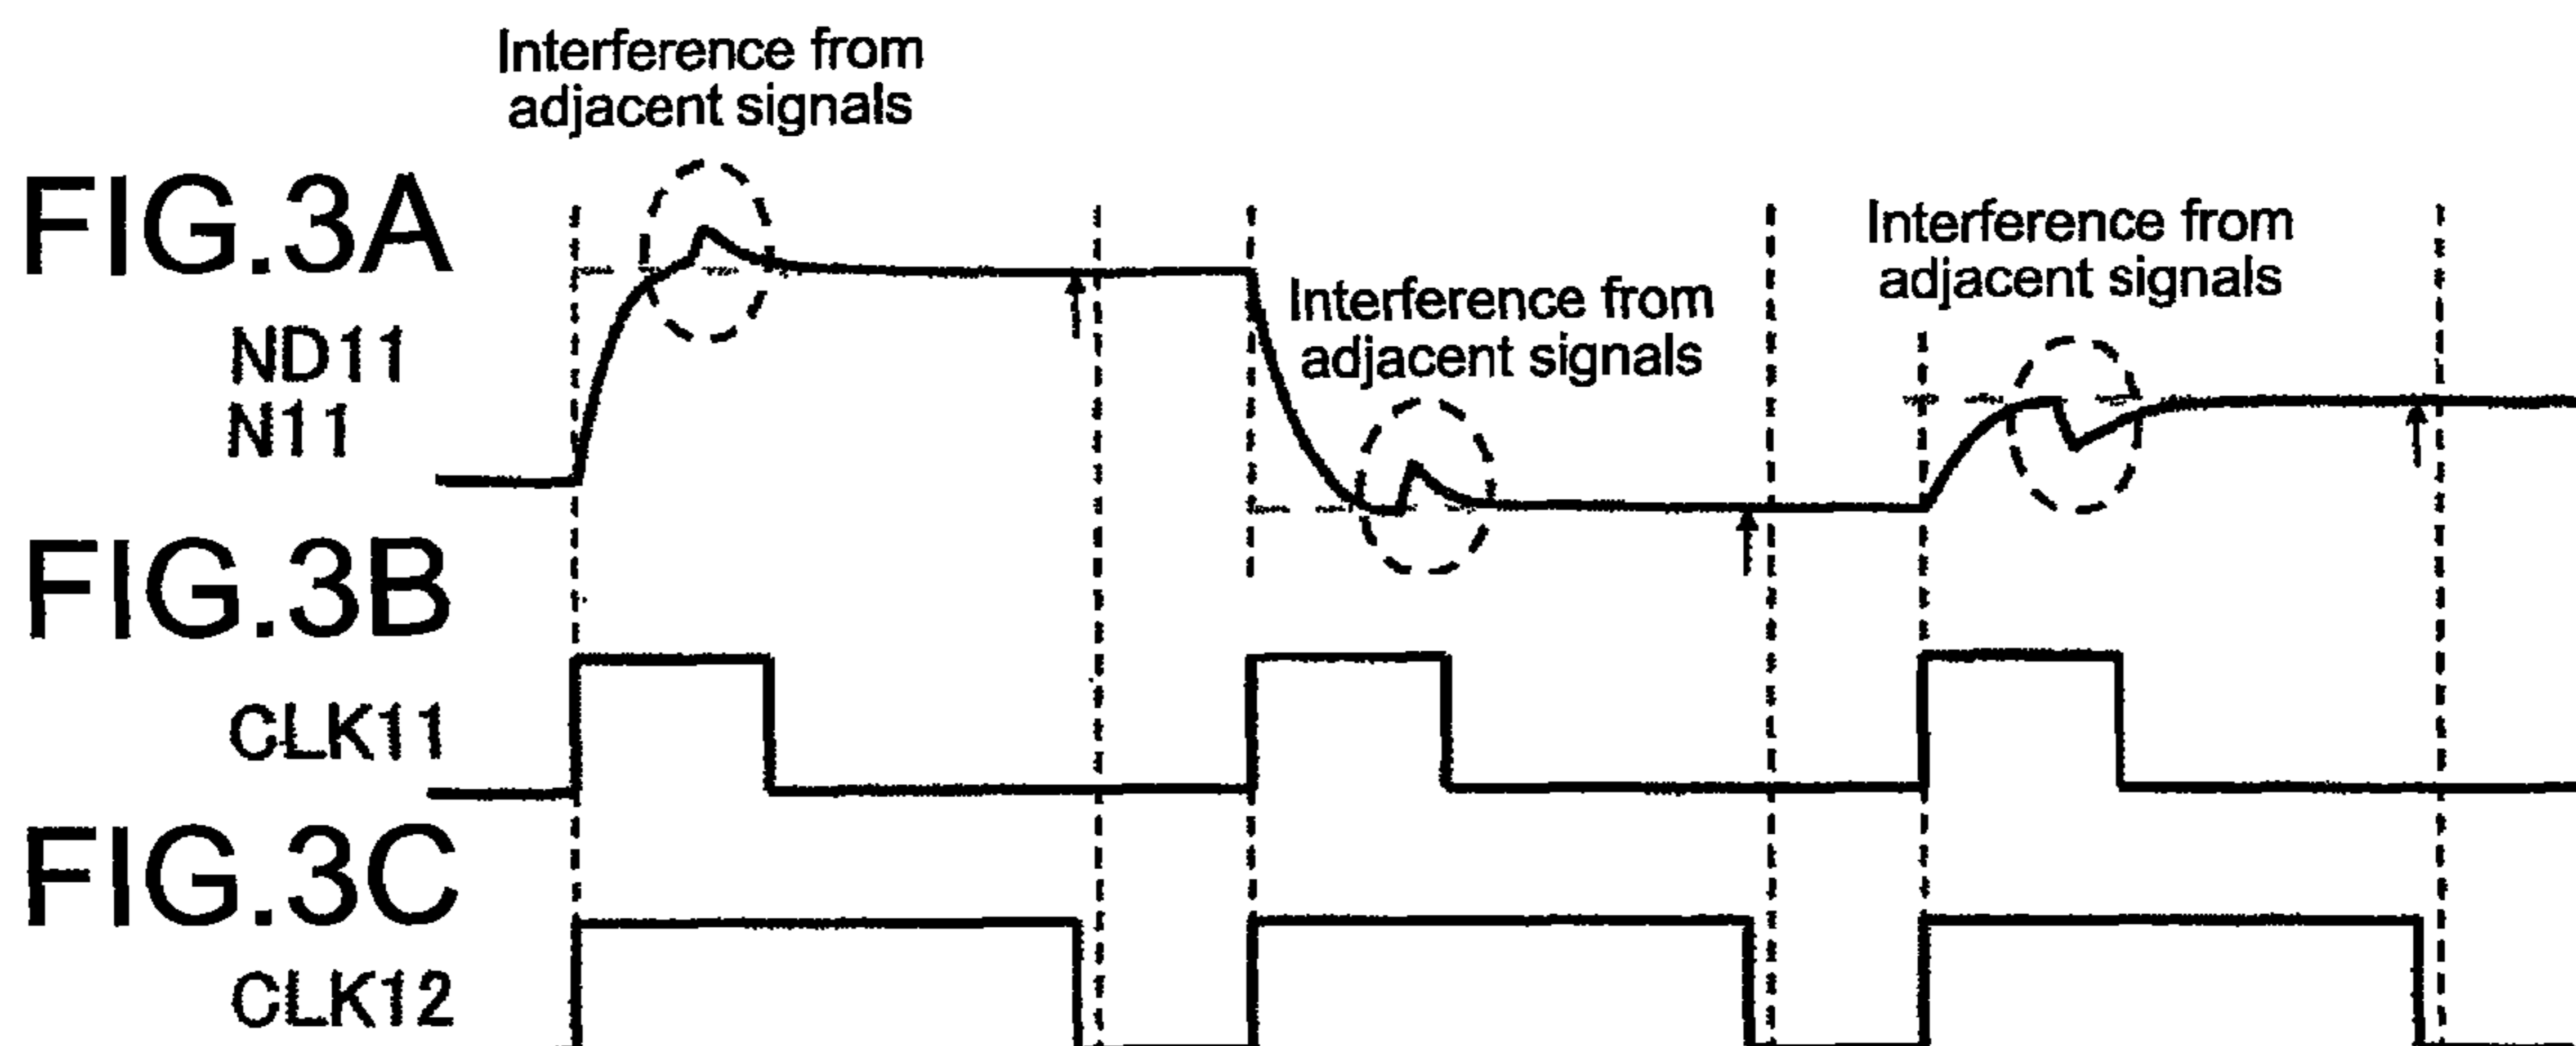 Interference from
adjacent signals
FIG.3A
Interference from
adjacent signals
Interference from
adjacent signals
ND11
N11
FIG.3B
CLK11
FIG.3C
CLK12